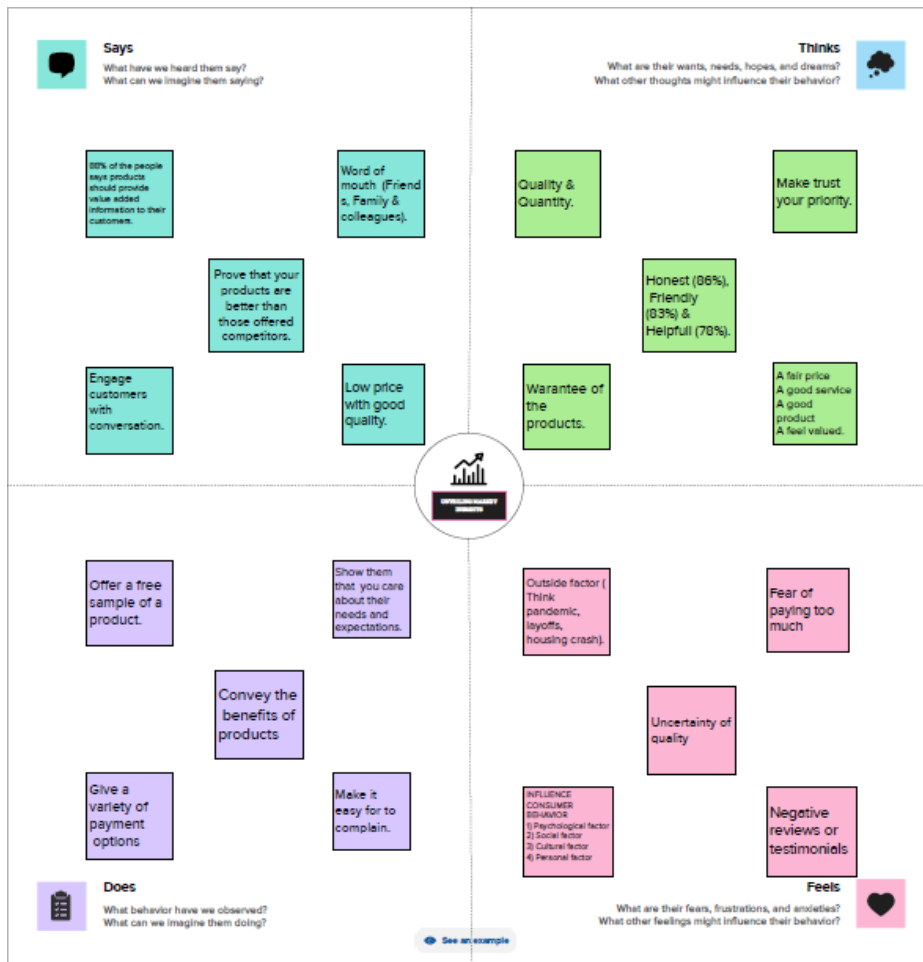 Says
What have we heard them say?
What can we imagine them saying?
Thinks
What are their wants, needs, hopes, and dreams?
What other thoughts might influence their behavior?
88% of the people
says products
should provide
value added
information to their
customers.
Word of
mouth (Friend
s, Family &
colleagues).
Prove that your
products are
better than
those offered
competitors.
Engage
customers
with
conversation.
Low price
with good
quality.
Quality &
Quantity.
Make trust
your priority.
Honest (86%),
Friendly
(83%) &
Helpfull (78%).
Warantee of
the
products.
A fair price
A good service
A good
product
A feel valued.
UNVEILING MARKET
INSIGHTS
Offer a free
sample of a
product.
Show them
that you care
about their
needs and
expectations.
Convey the
benefits of
products
Give a
variety of
payment
options
Make it
easy for to
complain.
Outside factor (
Think
pandemic,
layoffs,
housing crash).
Fear of
paying too
much
Uncertainty of
quality
INFLUENCE
CONSUMER
BEHAVIOR
1) Psychological factor
2) Social factor
3) Cultural factor
4) Personal factor
Negative
reviews or
testimonials
Does
What behavior have we observed?
What can we imagine them doing?
Feels
What are their fears, frustrations, and anxieties?
What other feelings might influence their behavior?
See an example